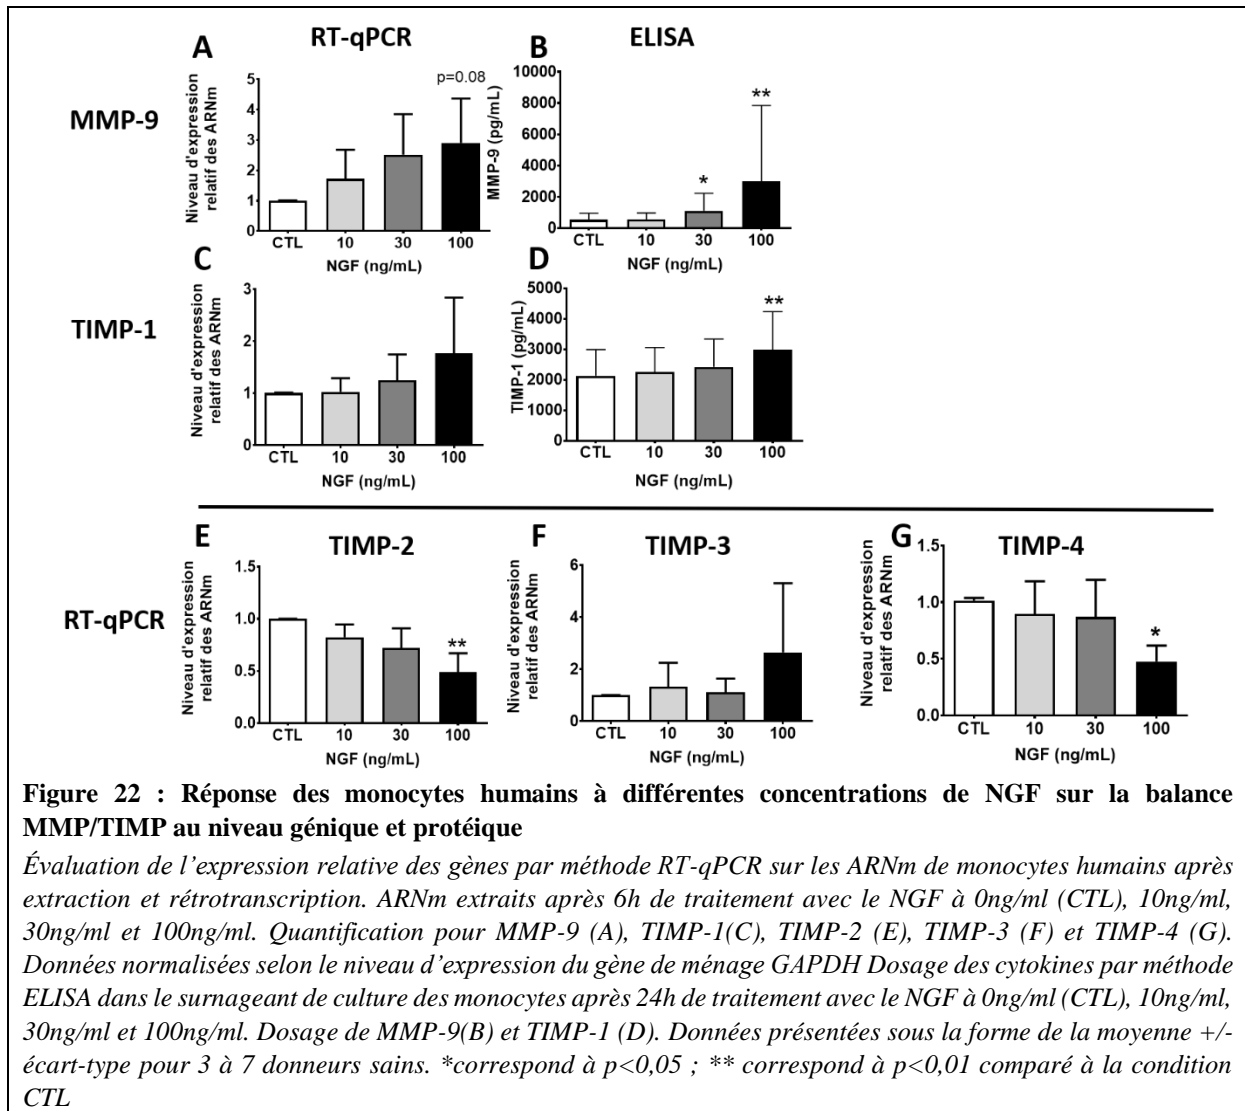 A
RT-qPCR
B
ELISA
MMP-9
Niveau d'expression
relatif des ARNm
5
4
3
2
1
0
p=0.08
CTL
10
30
100
NGF (ng/mL)
MMP-9 (pg/mL)
10000
8000
6000
4000
2000
0
*
**
CTL
10
30
100
NGF (ng/mL)
C
D
TIMP-1
Niveau d'expression
relatif des ARNm
3
2
1
0
CTL
10
30
100
NGF (ng/mL)
TIMP-1 (pg/mL)
5000
4000
3000
2000
1000
0
**
CTL
10
30
100
NGF (ng/mL)
RT-qPCR
E
TIMP-2
Niveau d'expression
relatif des ARNm
1.5
1.0
0.5
0.0
**
CTL
10
30
100
NGF (ng/mL)
F
TIMP-3
Niveau d'expression
relatif des ARNm
6
4
2
0
CTL
10
30
100
NGF (ng/mL)
G
TIMP-4
Niveau d'expression
relatif des ARNm
1.5
1.0
0.5
0.0
*
CTL
10
30
100
NGF (ng/mL)
Figure 22 : Réponse des monocytes humains à différentes concentrations de NGF sur la balance
MMP/TIMP au niveau génique et protéique
Évaluation de l'expression relative des gènes par méthode RT-qPCR sur les ARNm de monocytes humains après
extraction et rétrotranscription. ARNm extraits après 6h de traitement avec le NGF à 0ng/ml (CTL), 10ng/ml,
30ng/ml et 100ng/ml. Quantification pour MMP-9 (A), TIMP-1(C), TIMP-2 (E), TIMP-3 (F) et TIMP-4 (G).
Données normalisées selon le niveau d'expression du gène de ménage GAPDH Dosage des cytokines par méthode
ELISA dans le surnageant de culture des monocytes après 24h de traitement avec le NGF à 0ng/ml (CTL), 10ng/ml,
30ng/ml et 100ng/ml. Dosage de MMP-9(B) et TIMP-1 (D). Données présentées sous la forme de la moyenne +/-
écart-type pour 3 à 7 donneurs sains. *correspond à p<0,05 ; ** correspond à p<0,01 comparé à la condition
CTL